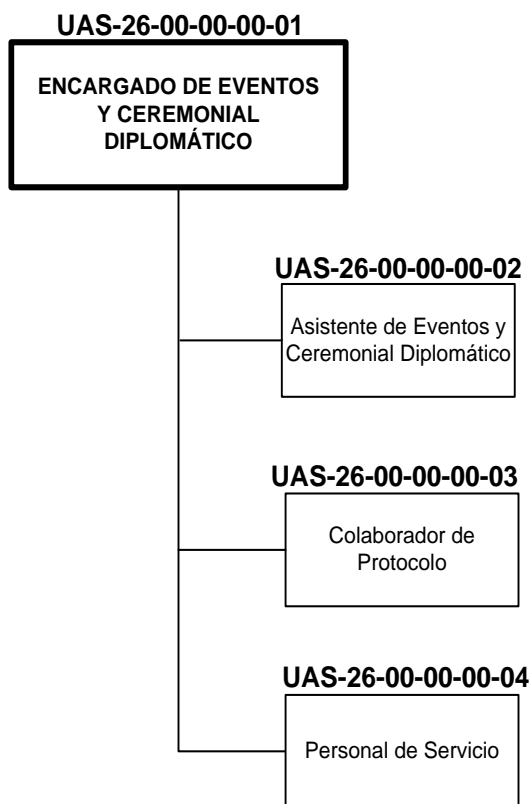 UAS-26-00-00-00-01
ENCARGADO DE EVENTOS
Y CEREMONIAL
DIPLOMÁTICO
UAS-26-00-00-00-02
Asistente de Eventos y
Ceremonial Diplomático
UAS-26-00-00-00-03
Colaborador de
Protocolo
UAS-26-00-00-00-04
Personal de Servicio